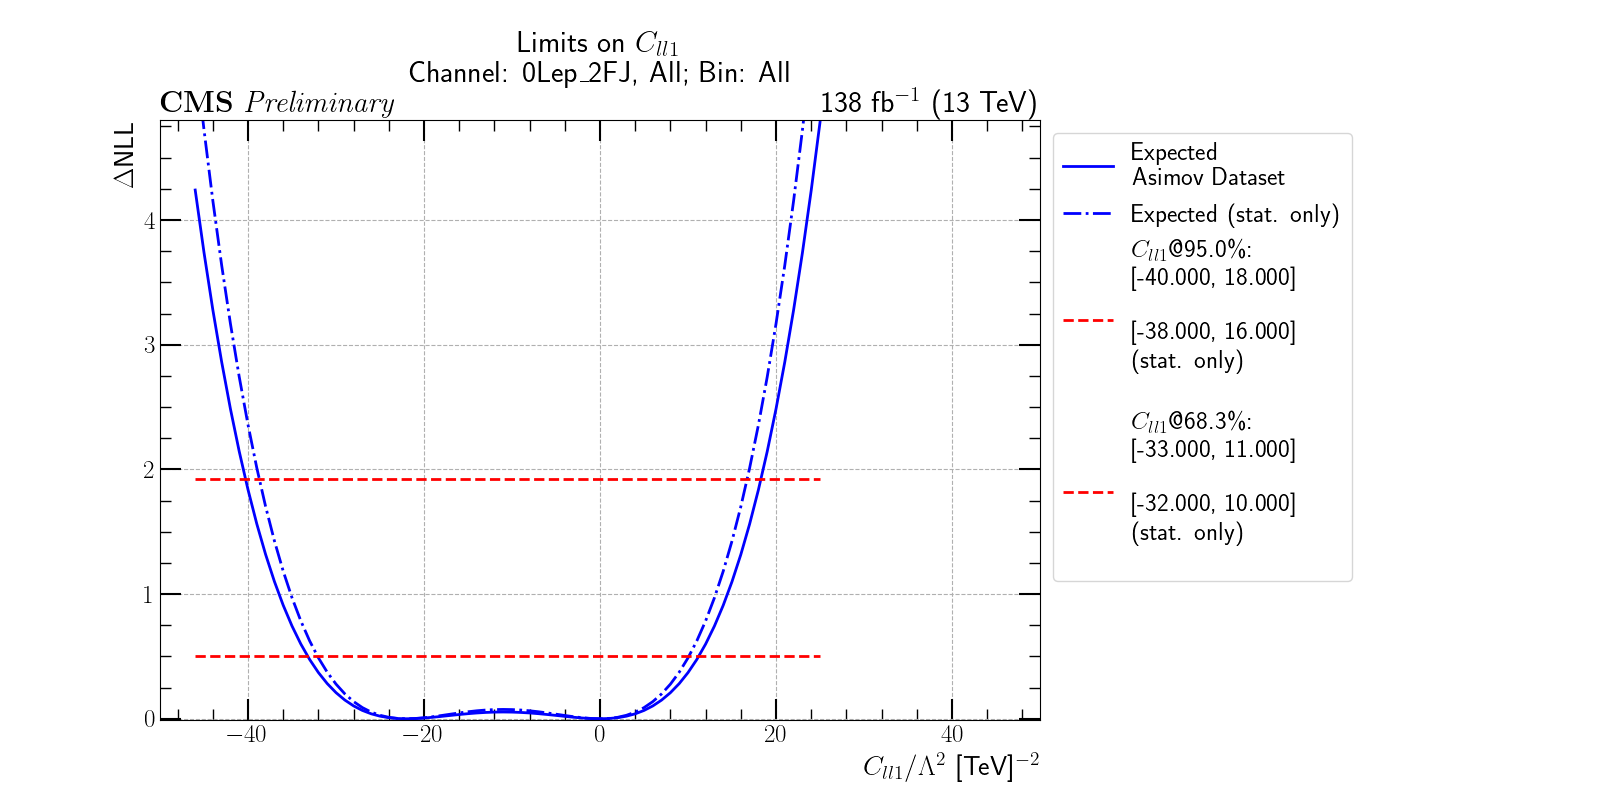 Limits on C_{ll1}
Channel: 0Lep_2FJ, All; Bin: All
CMS Preliminary
138 fb⁻¹ (13 TeV)
ΔNLL
4
3
2
1
0
−40
−20
0
20
40
C_{ll1}/Λ² [TeV]⁻²
Expected
Asimov Dataset
Expected (stat. only)
C_{ll1}@95.0%:
[-40.000, 18.000]
[-38.000, 16.000]
(stat. only)
C_{ll1}@68.3%:
[-33.000, 11.000]
[-32.000, 10.000]
(stat. only)